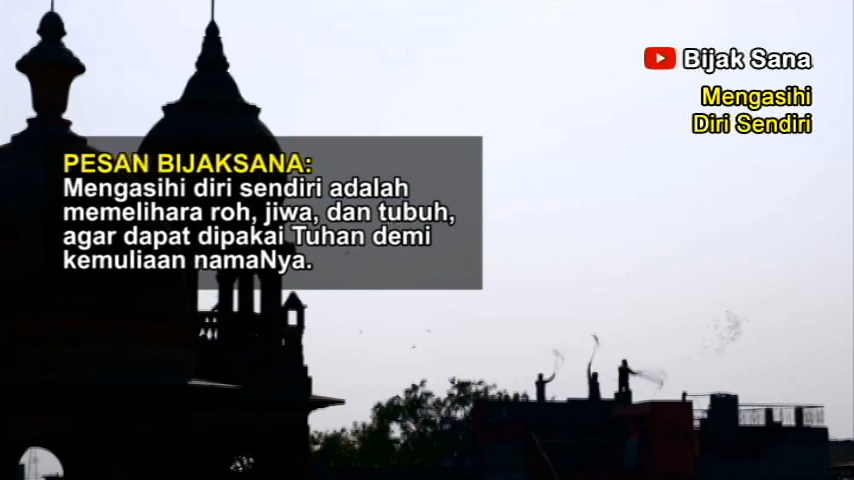 Bijak Sana
Mengasihi
Diri Sendiri
PESAN BIJAKSANA:
Mengasihi diri sendiri adalah
memelihara roh, jiwa, dan tubuh,
agar dapat dipakai Tuhan demi
kemuliaan namaNya.